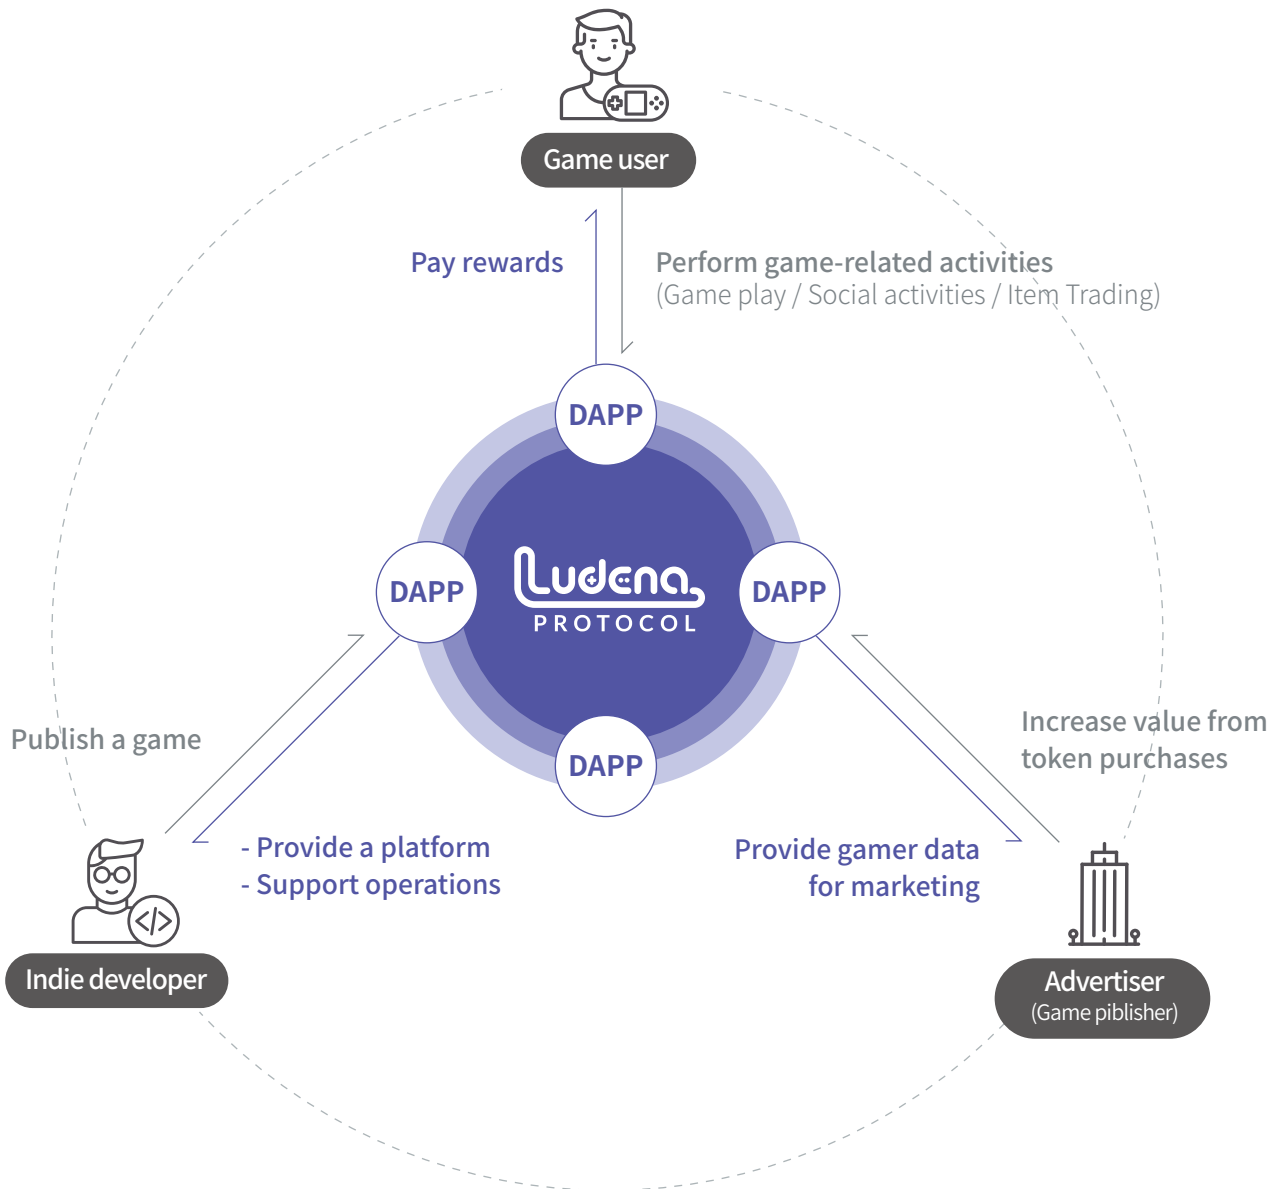 Game user
Pay rewards
Perform game-related activities
(Game play / Social activities / Item Trading)
DAPP
DAPP
Ludena
PROTOCOL
DAPP
DAPP
Publish a game
- Provide a platform
- Support operations
Indie developer
Increase value from
token purchases
Provide gamer data
for marketing
Advertiser
(Game piblisher)